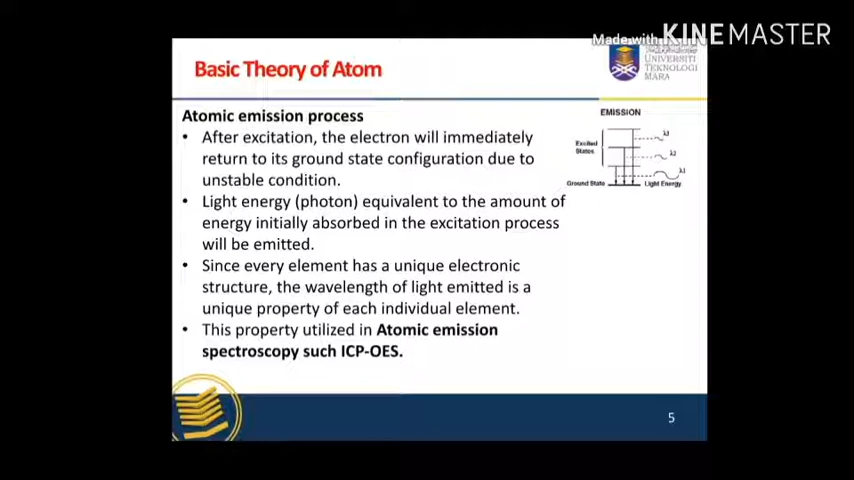 Made with KINEMASTER
Basic Theory of Atom
UNIVERSITI
TEKNOLOGI
MARA
Atomic emission process
• After excitation, the electron will immediately
return to its ground state configuration due to
unstable condition.
• Light energy (photon) equivalent to the amount of
energy initially absorbed in the excitation process
will be emitted.
• Since every element has a unique electronic
structure, the wavelength of light emitted is a
unique property of each individual element.
• This property utilized in Atomic emission
spectroscopy such ICP-OES.
EMISSION
Excited
States
λ3
λ2
λ1
Ground State
Light Energy
5